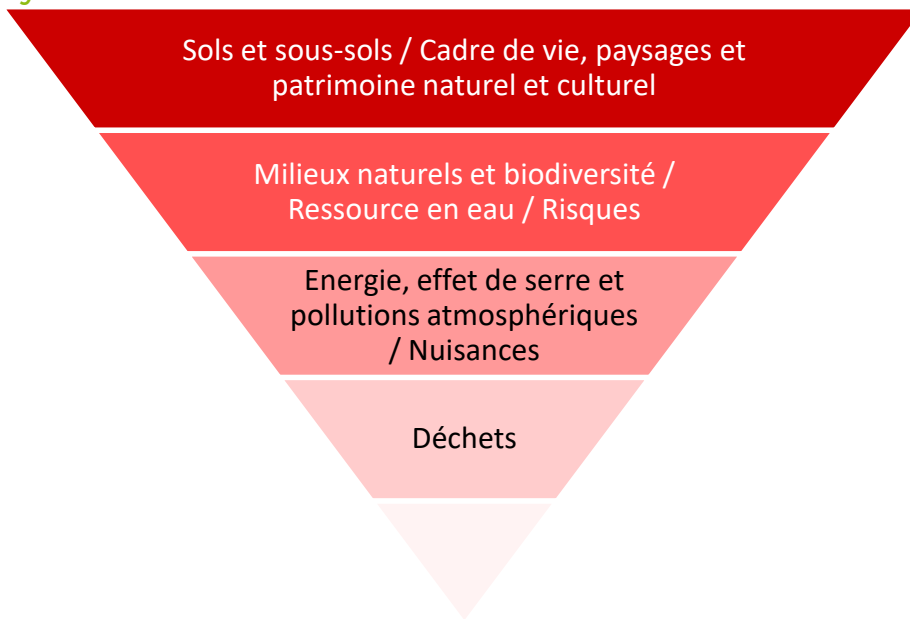 Sols et sous-sols / Cadre de vie, paysages et
patrimoine naturel et culturel
Milieux naturels et biodiversité /
Ressource en eau / Risques
Energie, effet de serre et
pollutions atmosphériques
/ Nuisances
Déchets